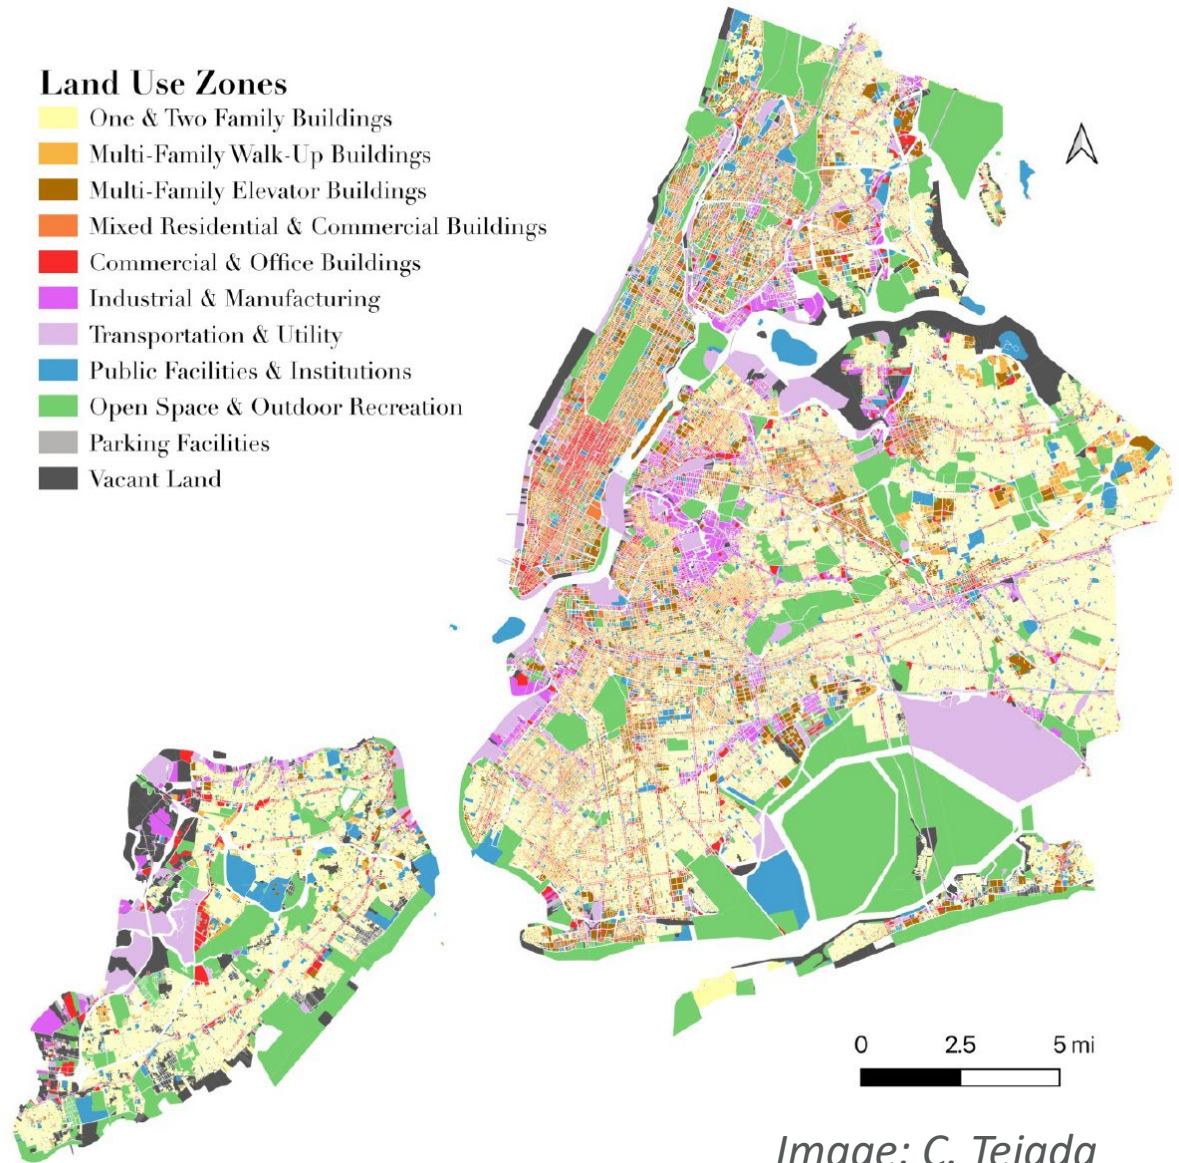 Land Use Zones
One & Two Family Buildings
Multi-Family Walk-Up Buildings
Multi-Family Elevator Buildings
Mixed Residential & Commercial Buildings
Commercial & Office Buildings
Industrial & Manufacturing
Transportation & Utility
Public Facilities & Institutions
Open Space & Outdoor Recreation
Parking Facilities
Vacant Land
0 2.5 5 mi
Image: C. Tejada